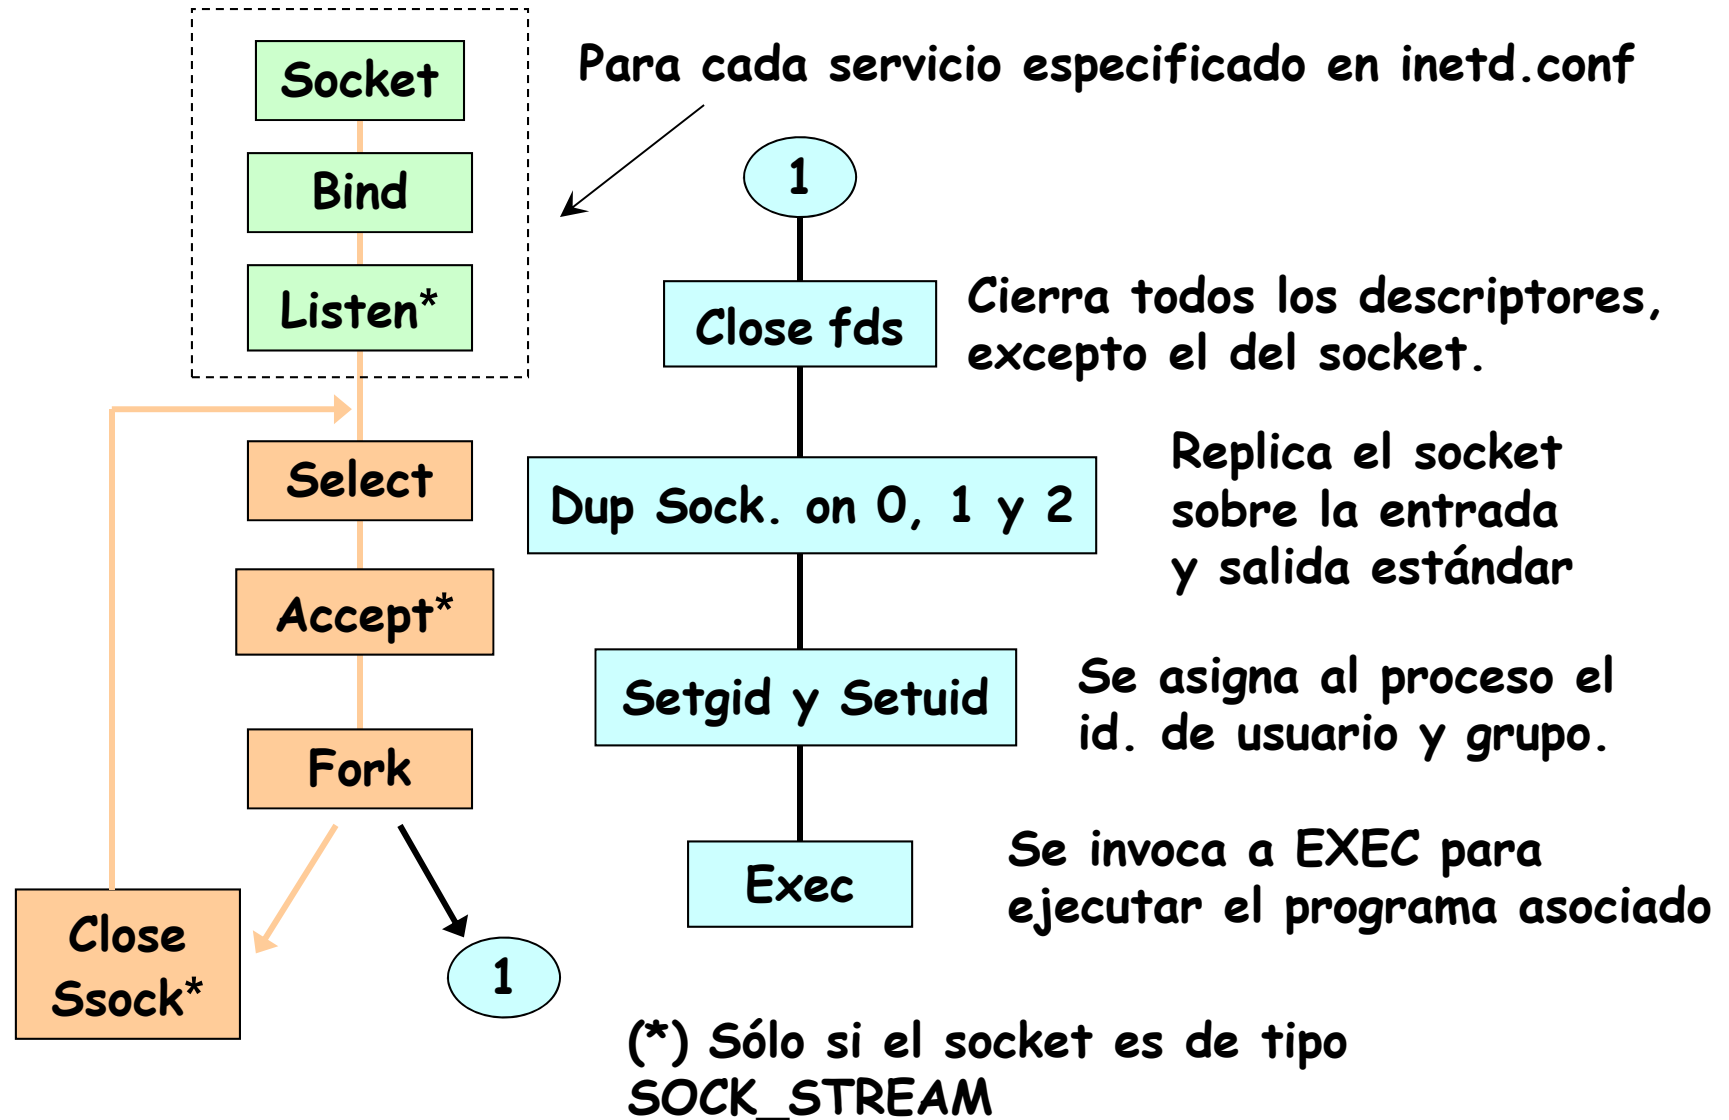 Socket
Bind
Listen*
Select
Accept*
Fork
Close
Ssock*
1
Para cada servicio especificado en inetd.conf
1
Close fds
Cierra todos los descriptores,
excepto el del socket.
Dup Sock. on 0, 1 y 2
Replica el socket
sobre la entrada
y salida estándar
Setgid y Setuid
Se asigna al proceso el
id. de usuario y grupo.
Exec
Se invoca a EXEC para
ejecutar el programa asociado
(*) Sólo si el socket es de tipo
SOCK_STREAM